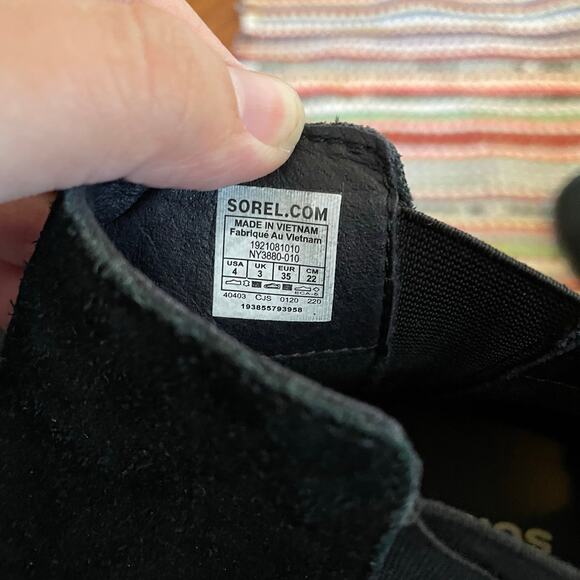 SOREL.COM
MADE IN VIETNAM
Fabriqué Au Vietnam
1921081010
NY3880-010
USA UK EUR CM
4 3 35 22
40403 CJS 0120 220
193855793958